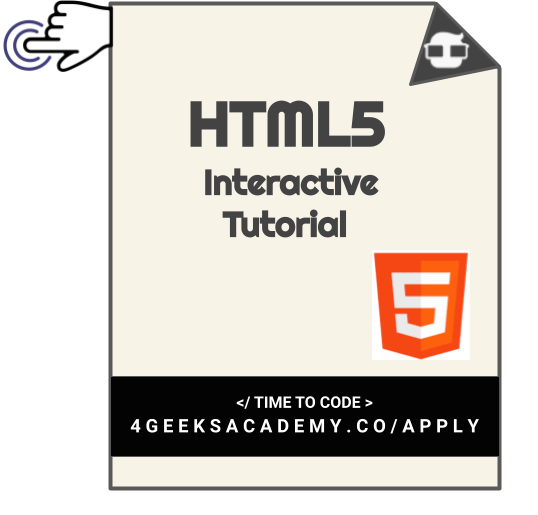 HTML5
Interactive
Tutorial
5
</ TIME TO CODE >
4GEEKSACADEMY.CO/APPLY